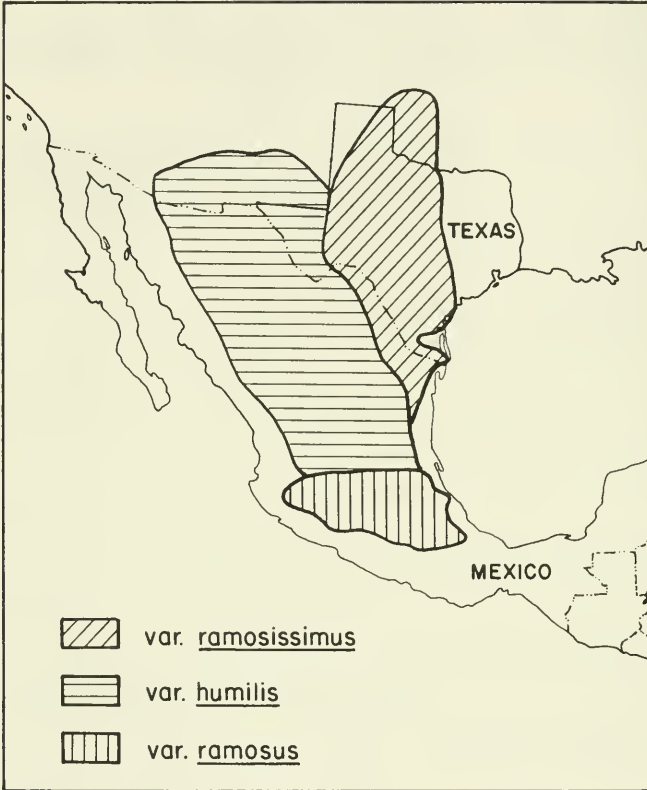 TEXAS
MEXICO
var. ramosissimus
var. humilis
var. ramosus